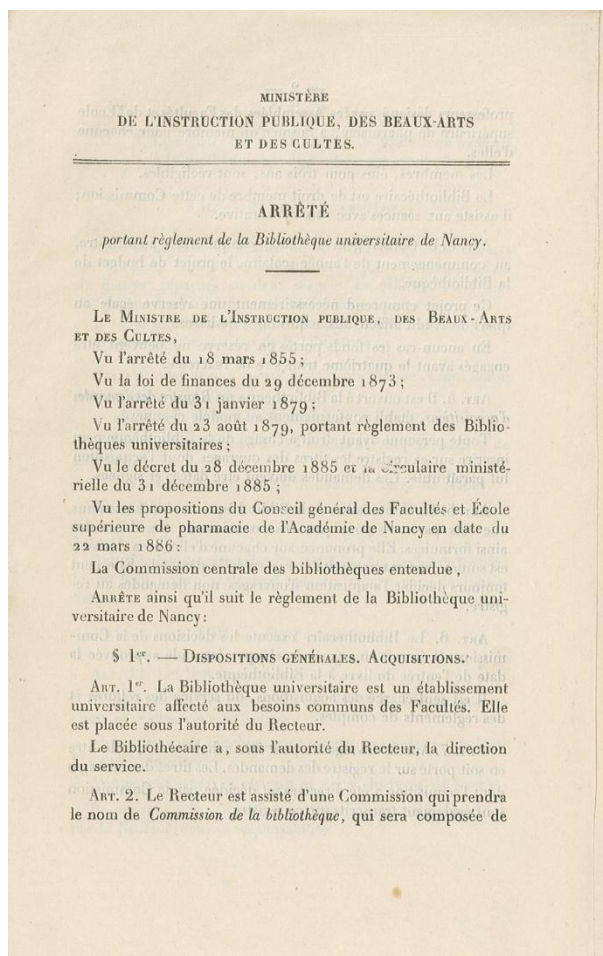 MINISTÈRE
DE L'INSTRUCTION PUBLIQUE, DES BEAUX-ARTS
ET DES CULTES.
ARRÊTÉ
portant règlement de la Bibliothèque universitaire de Nancy.
LE MINISTRE DE L'INSTRUCTION PUBLIQUE, DES BEAUX-ARTS
ET DES CULTES,
Vu l'arrêté du 18 mars 1855;
Vu la loi de finances du 29 décembre 1873;
Vu l'arrêté du 31 janvier 1879;
Vu l'arrêté du 23 août 1879, portant règlement des Biblio-
thèques universitaires;
Vu le décret du 28 décembre 1885 et la circulaire ministé-
rielle du 31 décembre 1885;
Vu les propositions du Conseil général des Facultés et École
supérieure de pharmacie de l'Académie de Nancy en date du
22 mars 1886:
La Commission centrale des bibliothèques entendue,
ARRÊTE ainsi qu'il suit le règlement de la Bibliothèque uni-
versitaire de Nancy:
§ 1er. — DISPOSITIONS GÉNÉRALES. ACQUISITIONS.
ART. 1er. La Bibliothèque universitaire est un établissement
universitaire affecté aux besoins communs des Facultés. Elle
est placée sous l'autorité du Recteur.
Le Bibliothécaire a, sous l'autorité du Recteur, la direction
du service.
ART. 2. Le Recteur est assisté d'une Commission qui prendra
le nom de Commission de la bibliothèque, qui sera composée de